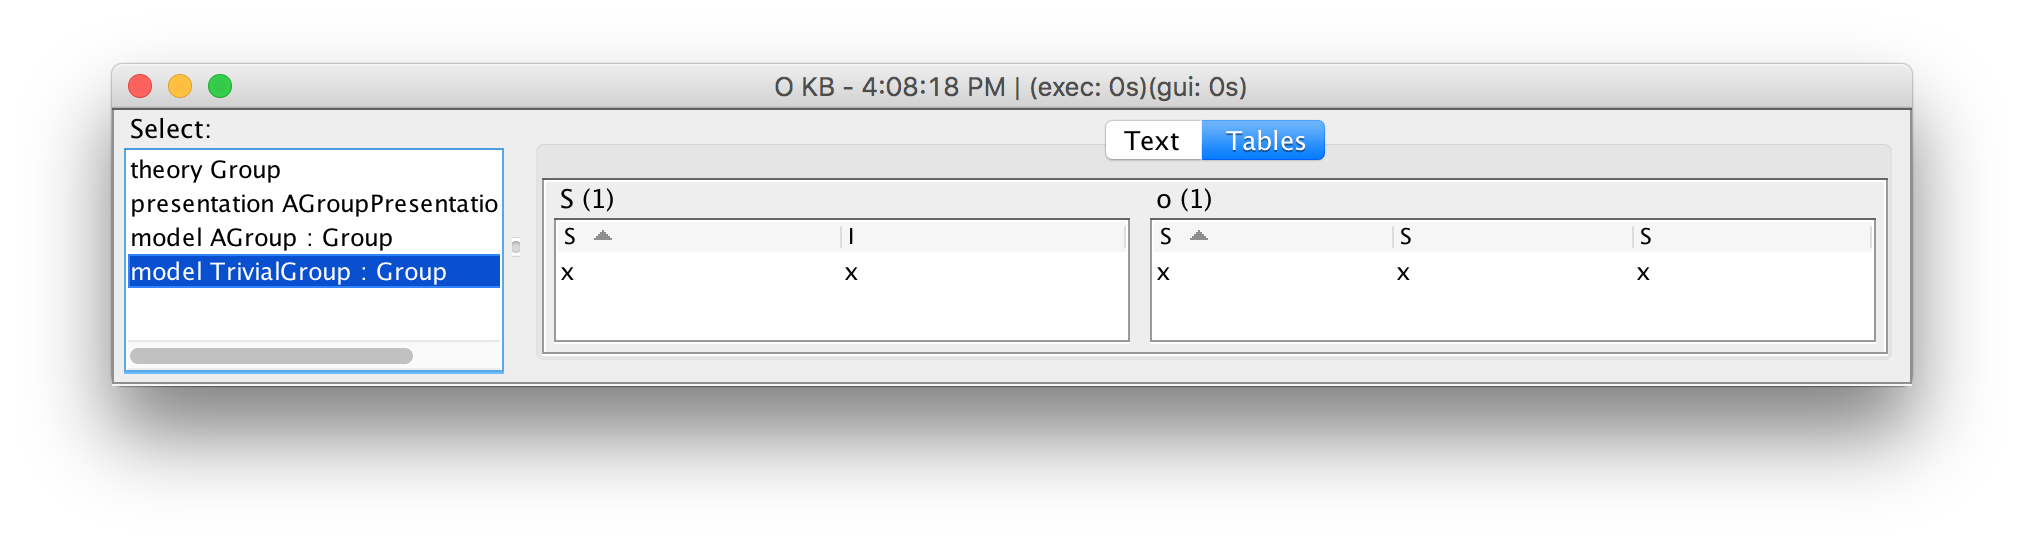 O KB - 4:08:18 PM | (exec: 0s)(gui: 0s)
Select:
theory Group
presentation AGroupPresentatio
model AGroup : Group
model TrivialGroup : Group
Text Tables
S (1)
S I
x x
o (1)
S S S
x x x